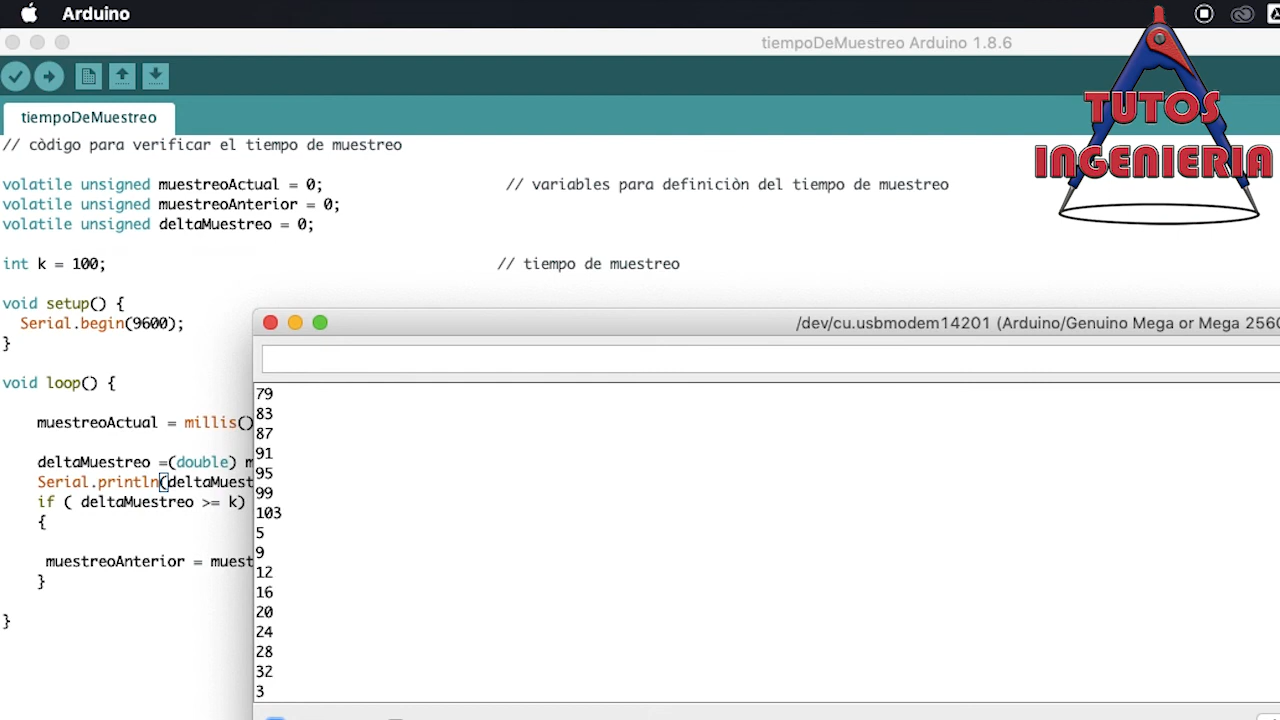 Arduino
tiempoDeMuestreo Arduino 1.8.6
TUTOS
INGENIERIA
tiempoDeMuestreo
// còdigo para verificar el tiempo de muestreo
volatile unsigned muestreoActual = 0; // variables para definiciòn del tiempo de muestreo
volatile unsigned muestreoAnterior = 0;
volatile unsigned deltaMuestreo = 0;
int k = 100; // tiempo de muestreo
void setup() {
Serial.begin(9600);
}
void loop() {
muestreoActual = millis()
deltaMuestreo =(double)
Serial.println(deltaMuest
if ( deltaMuestreo >= k)
{
muestreoAnterior = muest
}
}
/dev/cu.usbmodem14201 (Arduino/Genuino Mega or Mega 2560
79
83
87
91
95
99
103
5
9
12
16
20
24
28
32
3